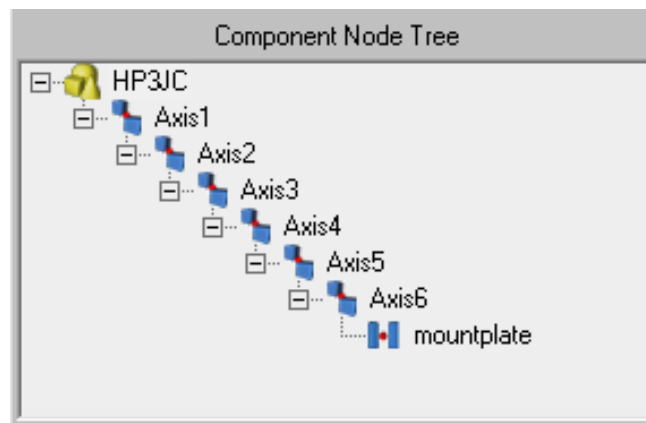 Component Node Tree
HP3JC
Axis1
Axis2
Axis3
Axis4
Axis5
Axis6
mountplate